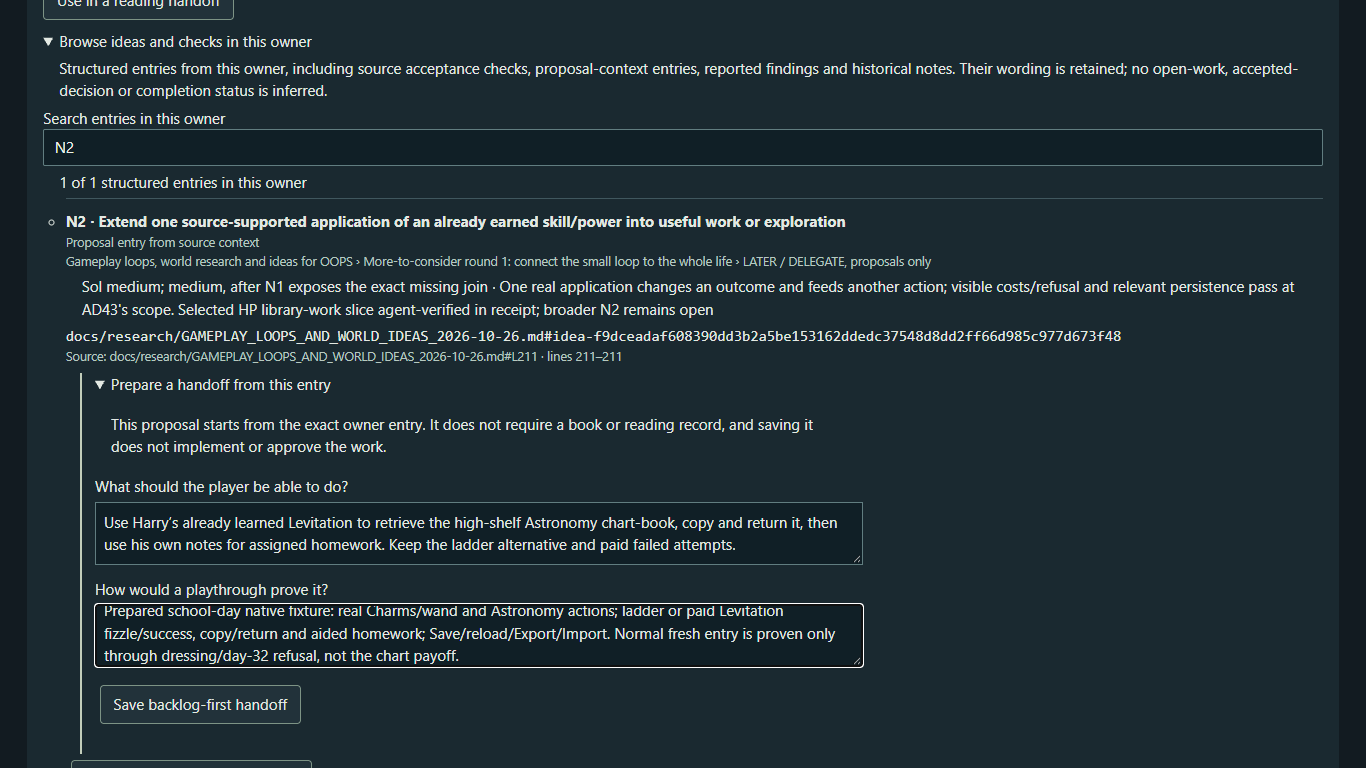 Use in a reading handoff
▼ Browse ideas and checks in this owner
Structured entries from this owner, including source acceptance checks, proposal-context entries, reported findings and historical notes. Their wording is retained; no open-work, accepted-
decision or completion status is inferred.
Search entries in this owner
N2
1 of 1 structured entries in this owner
N2 · Extend one source-supported application of an already earned skill/power into useful work or exploration
Proposal entry from source context
Gameplay loops, world research and ideas for OOPS › More-to-consider round 1: connect the small loop to the whole life › LATER / DELEGATE, proposals only
Sol medium; medium, after N1 exposes the exact missing join · One real application changes an outcome and feeds another action; visible costs/refusal and relevant persistence pass at
AD43's scope. Selected HP library-work slice agent-verified in receipt; broader N2 remains open
docs/research/GAMEPLAY_LOOPS_AND_WORLD_IDEAS_2026-10-26.md#idea-f9dceadaf608390dd3b2a5be153162ddedc37548d8dd2ff66d985c977d673f48
Source: docs/research/GAMEPLAY_LOOPS_AND_WORLD_IDEAS_2026-10-26.md#L211 · lines 211–211
▼ Prepare a handoff from this entry
This proposal starts from the exact owner entry. It does not require a book or reading record, and saving it
does not implement or approve the work.
What should the player be able to do?
Use Harry’s already learned Levitation to retrieve the high-shelf Astronomy chart-book, copy and return it, then
use his own notes for assigned homework. Keep the ladder alternative and paid failed attempts.
How would a playthrough prove it?
Prepared school-day native fixture: real Charms/wand and Astronomy actions; ladder or paid Levitation
fizzle/success, copy/return and aided homework; Save/reload/Export/Import. Normal fresh entry is proven only
through dressing/day-32 refusal, not the chart payoff.
Save backlog-first handoff